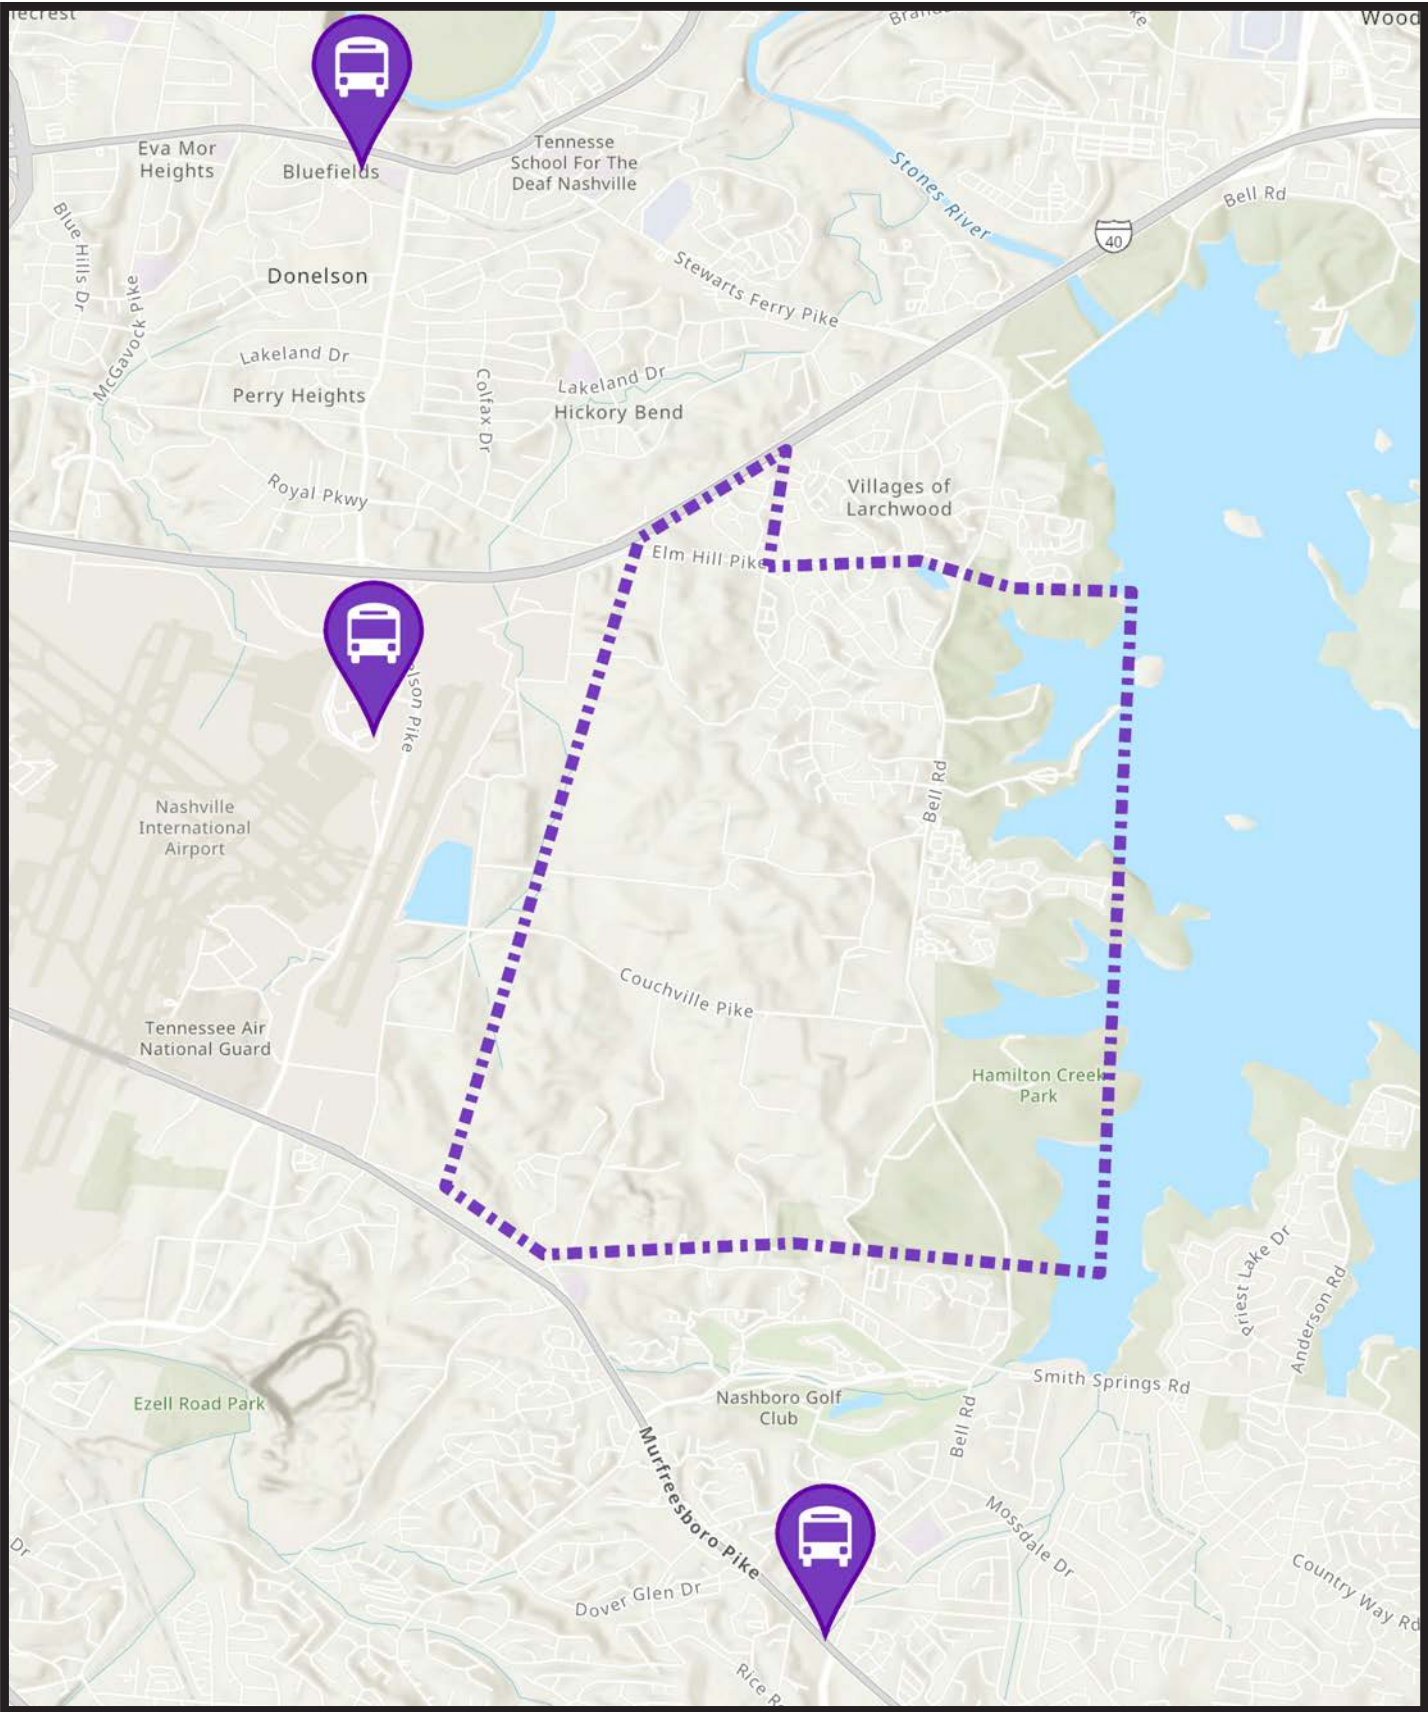 Stones River
Bell Rd
40
Tennesse
School For The
Deaf Nashville
Eva Mor
Heights
Bluefields
Blue Hills Dr
Donelson
Stewarts Ferry Pike
McGavock Pike
Lakeland Dr
Perry Heights
Colfax Dr
Lakeland Dr
Hickory Bend
Royal Pkwy
Villages of
Larchwood
Elm Hill Pike
elson Pike
Nashville
International
Airport
Bell Rd
Couchville Pike
Tennessee Air
National Guard
Hamilton Creek
Park
Priest Lake Dr
Anderson Rd
Smith Springs Rd
Ezell Road Park
Nashboro Golf
Club
Bell Rd
Murfreesboro Pike
Mossdale Dr
Dr
Dover Glen Dr
Country Way Rd
Rice R